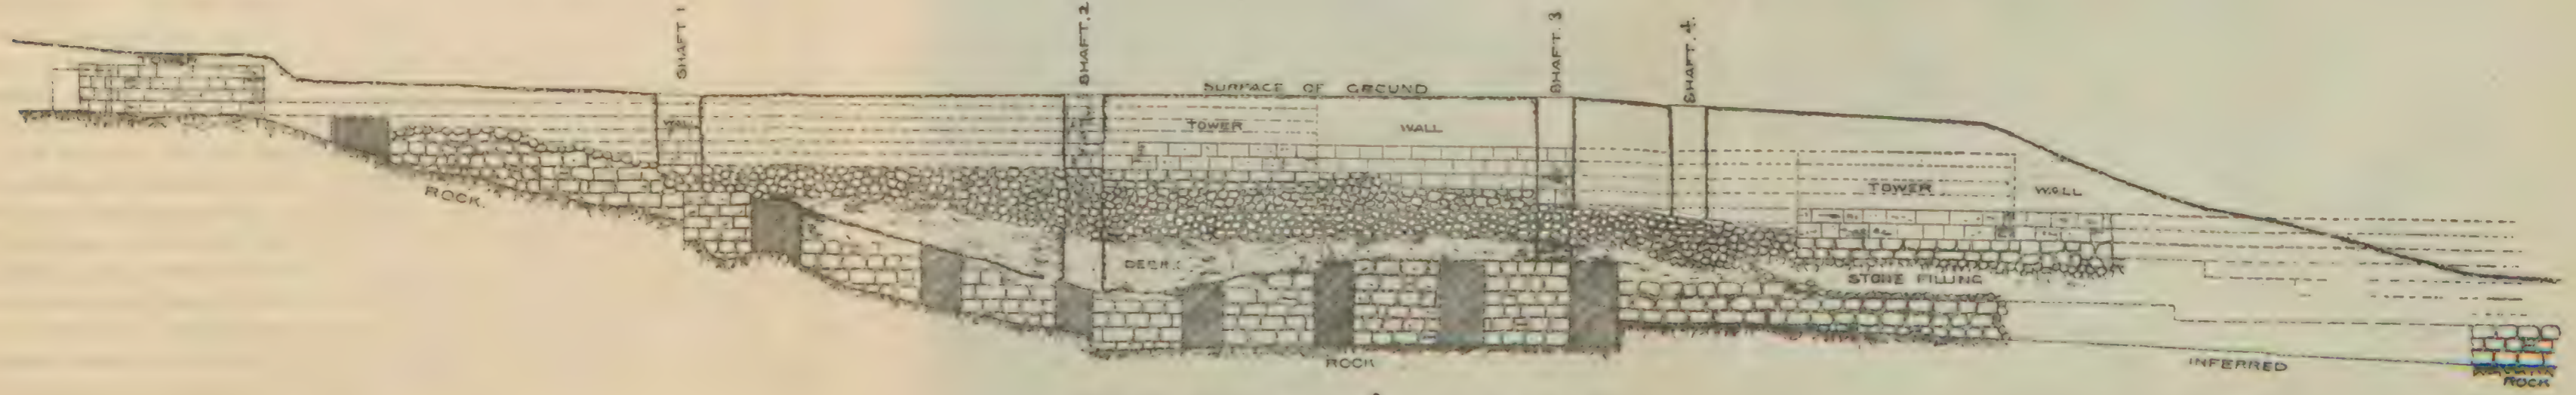 SHAFT 1
SHAFT. 2
SHAFT. 3
SHAFT. 4.
TOWER
SURFACE OF GROUND
WALL
TOWER
WALL
TOWER
WALL
ROCK.
STONE FILLING
ROCK
INFERRED
ROCK